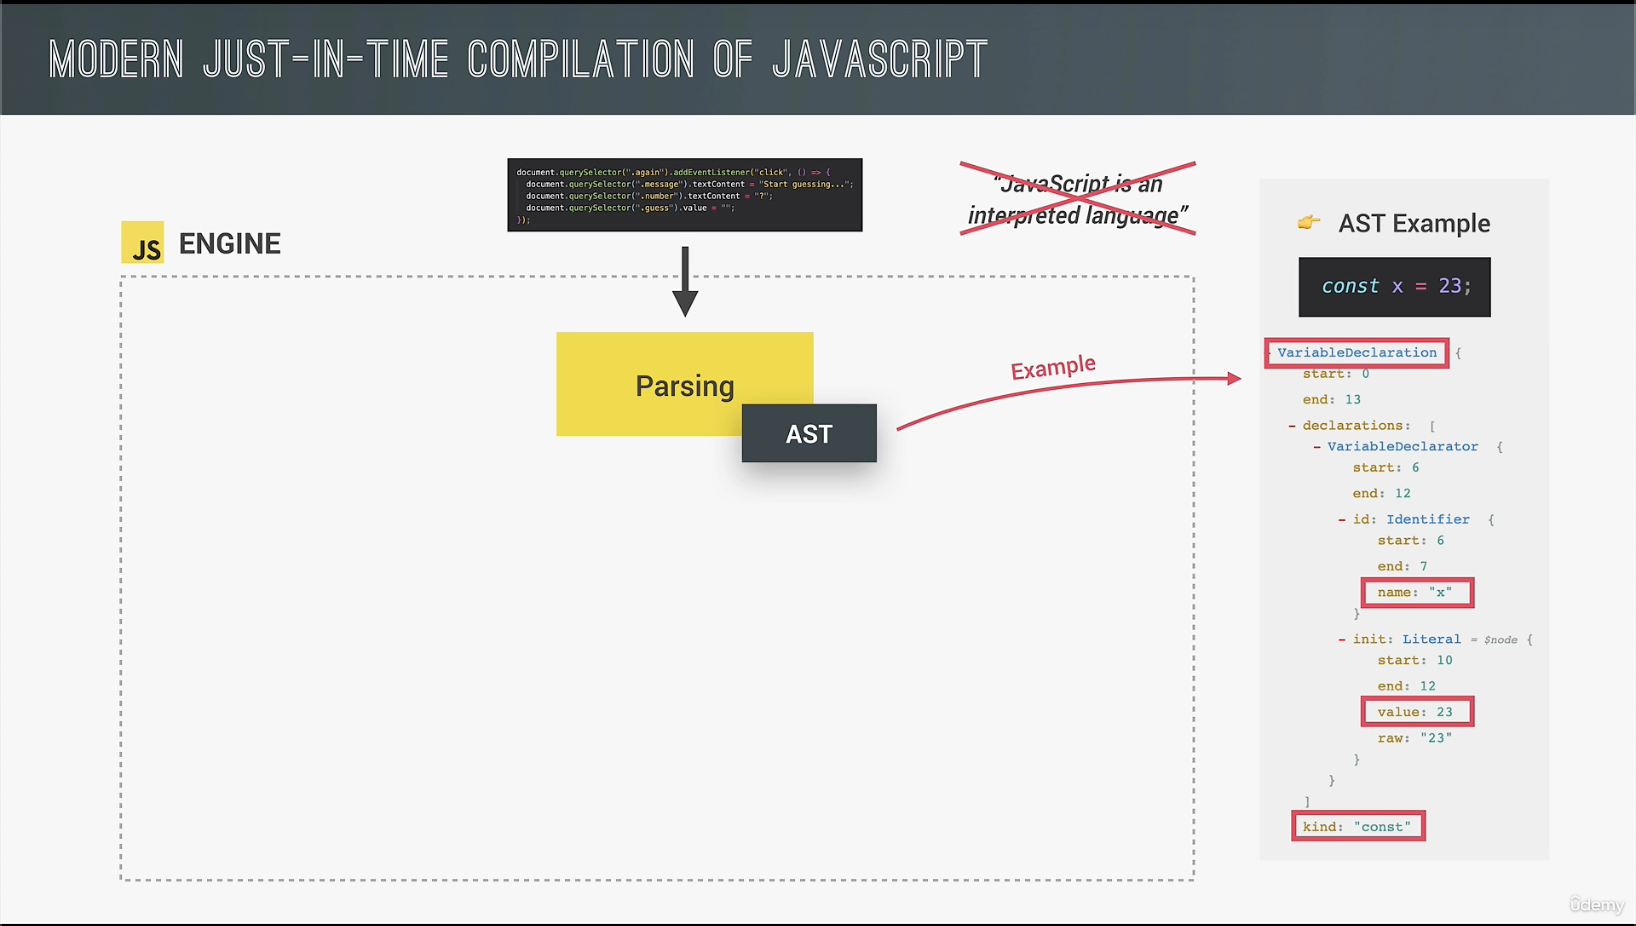 MODERN JUST-IN-TIME COMPILATION OF JAVASCRIPT
document.querySelector(".again").addEventListener("click", () => {
document.querySelector(".message").textContent = "Start guessing...";
document.querySelector(".number").textContent = "?";
document.querySelector(".guess").value = "";
});
“JavaScript is an
interpreted language”
JS ENGINE
Parsing
AST
Example
👉 AST Example
const x = 23;
- VariableDeclaration {
start: 0
end: 13
- declarations: [
- VariableDeclarator {
start: 6
end: 12
- id: Identifier {
start: 6
end: 7
name: "x"
}
- init: Literal = $node {
start: 10
end: 12
value: 23
raw: "23"
}
}
]
kind: "const"
ûdemy